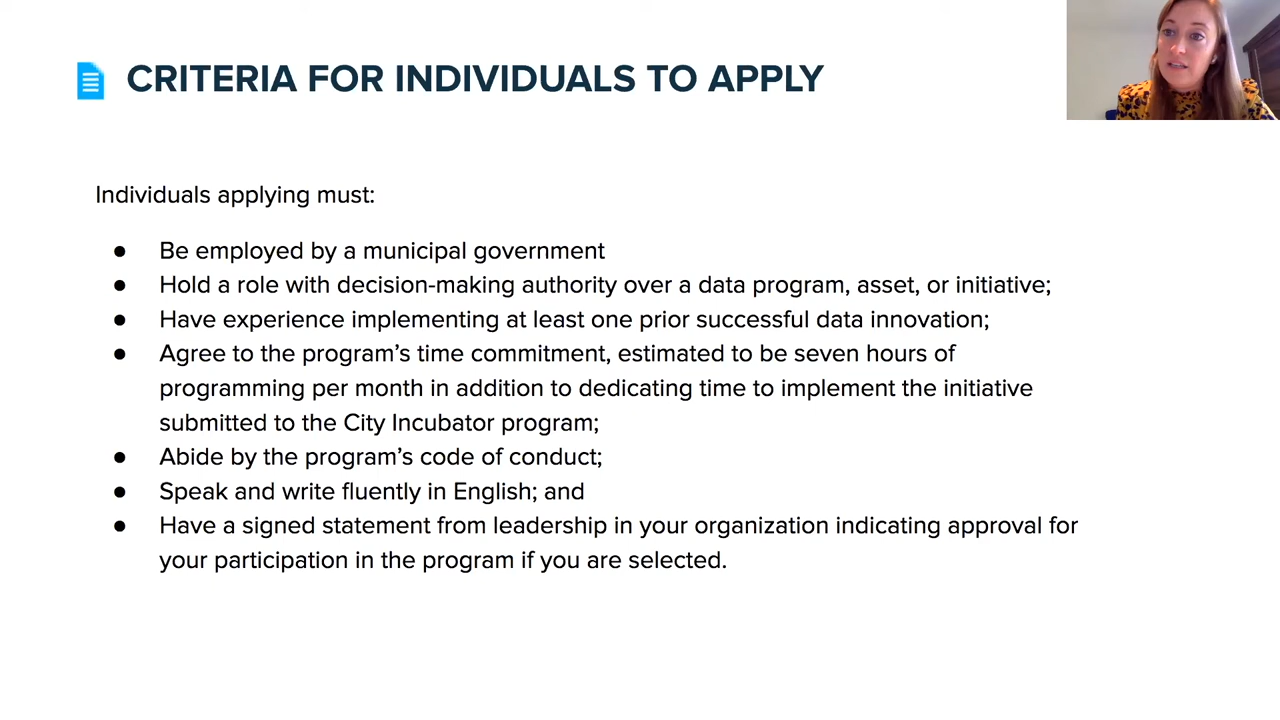 CRITERIA FOR INDIVIDUALS TO APPLY
Individuals applying must:
● Be employed by a municipal government
● Hold a role with decision-making authority over a data program, asset, or initiative;
● Have experience implementing at least one prior successful data innovation;
● Agree to the program’s time commitment, estimated to be seven hours of
programming per month in addition to dedicating time to implement the initiative
submitted to the City Incubator program;
● Abide by the program’s code of conduct;
● Speak and write fluently in English; and
● Have a signed statement from leadership in your organization indicating approval for
your participation in the program if you are selected.